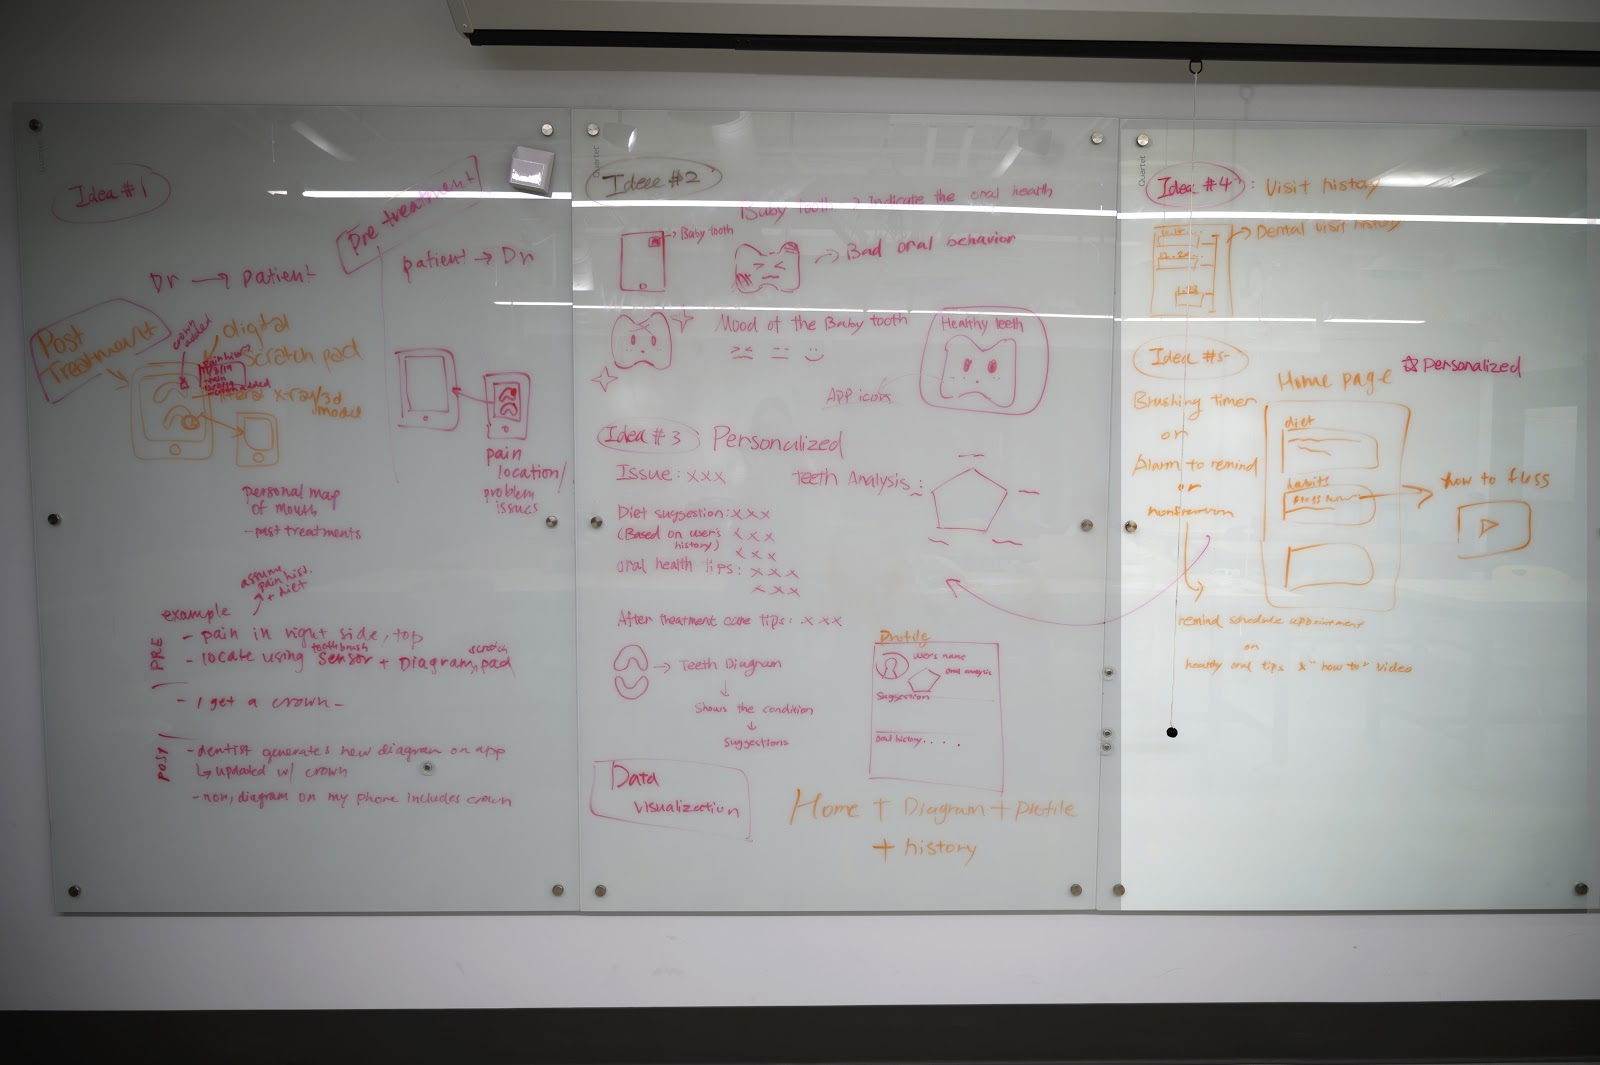 Idea #1
Pre treatment
Dr → patient
patient → Dr
Post
Treatment
crown
added
digital
scratch pad
x-ray/3d
model
pain
location/
problem
issues
personal map
of mouth
- past treatments
assume
pain hist.
+ diet
example
PRE
- pain in right side, top
toothbrush
scratch
- locate using sensor + Diagram, pad
- I get a crown -
POST
- dentist generates new diagram on app
↳ updated w/ crown
- now, diagram on my phone includes crown
Quartet
Idea #2
Baby tooth → Indicate the oral health
→ Baby tooth
→ Bad oral behavior
Mood of the Baby tooth
Healthy teeth
APP icon
Idea #3 Personalized
Issue: xxx
Teeth Analysis:
Diet suggestion: xxx
(Based on user's
history)
xxx
xxx
oral health tips: xxx
xxx
After treatment care tips: xxx
→ Teeth Diagram
↓
Shows the condition
↓
Suggestions
Profile
user's name
oral analysis
Suggestion
oral history....
Data
visualization
Home + Diagram + profile
+ history
Quartet
Idea #4: Visit history
→ Dental visit history
Idea #5
Brushing timer
or
Alarm to remind
or
remind schedule appointment
or
healthy oral tips & "how to" video
Home page
☆ personalized
diet
habits
how to floss